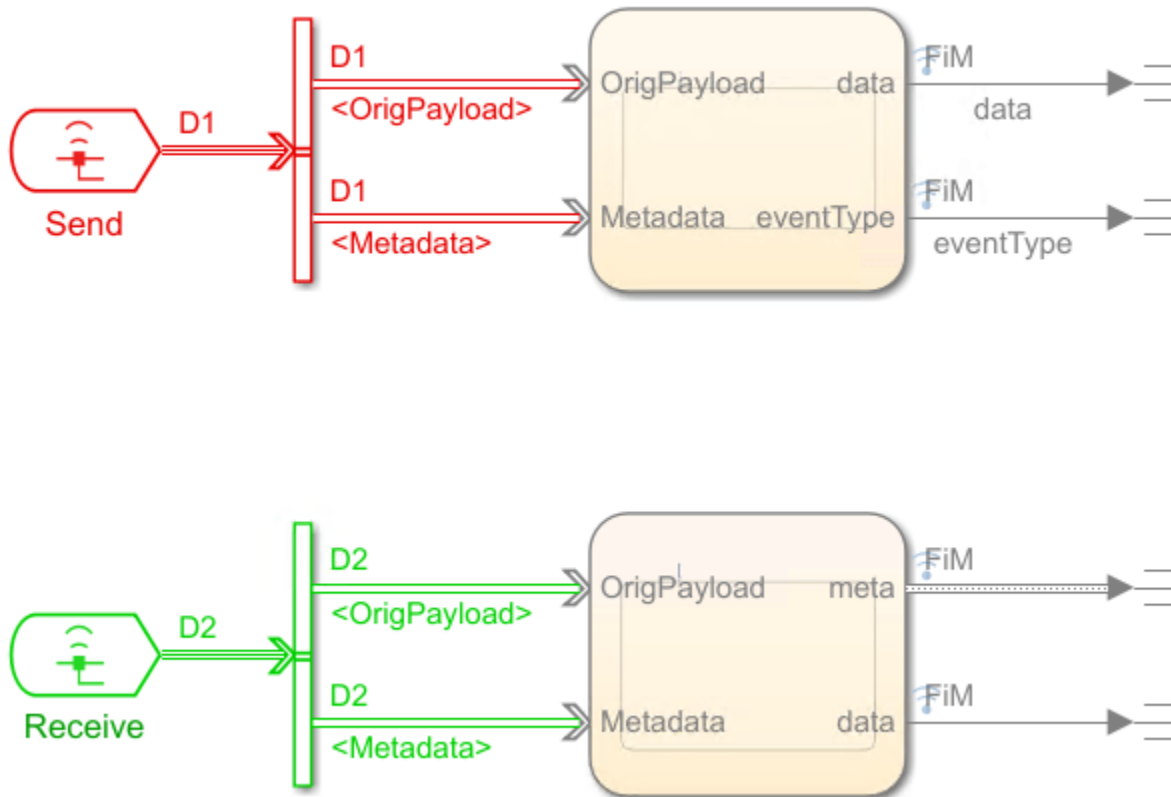 D1
FiM
D1
<OrigPayload>
OrigPayload
data
data
D1
Send
D1
<Metadata>
Metadata
eventType
FiM
eventType
D2
FiM
D2
<OrigPayload>
OrigPayload
meta
Receive
D2
<Metadata>
Metadata
data
FiM